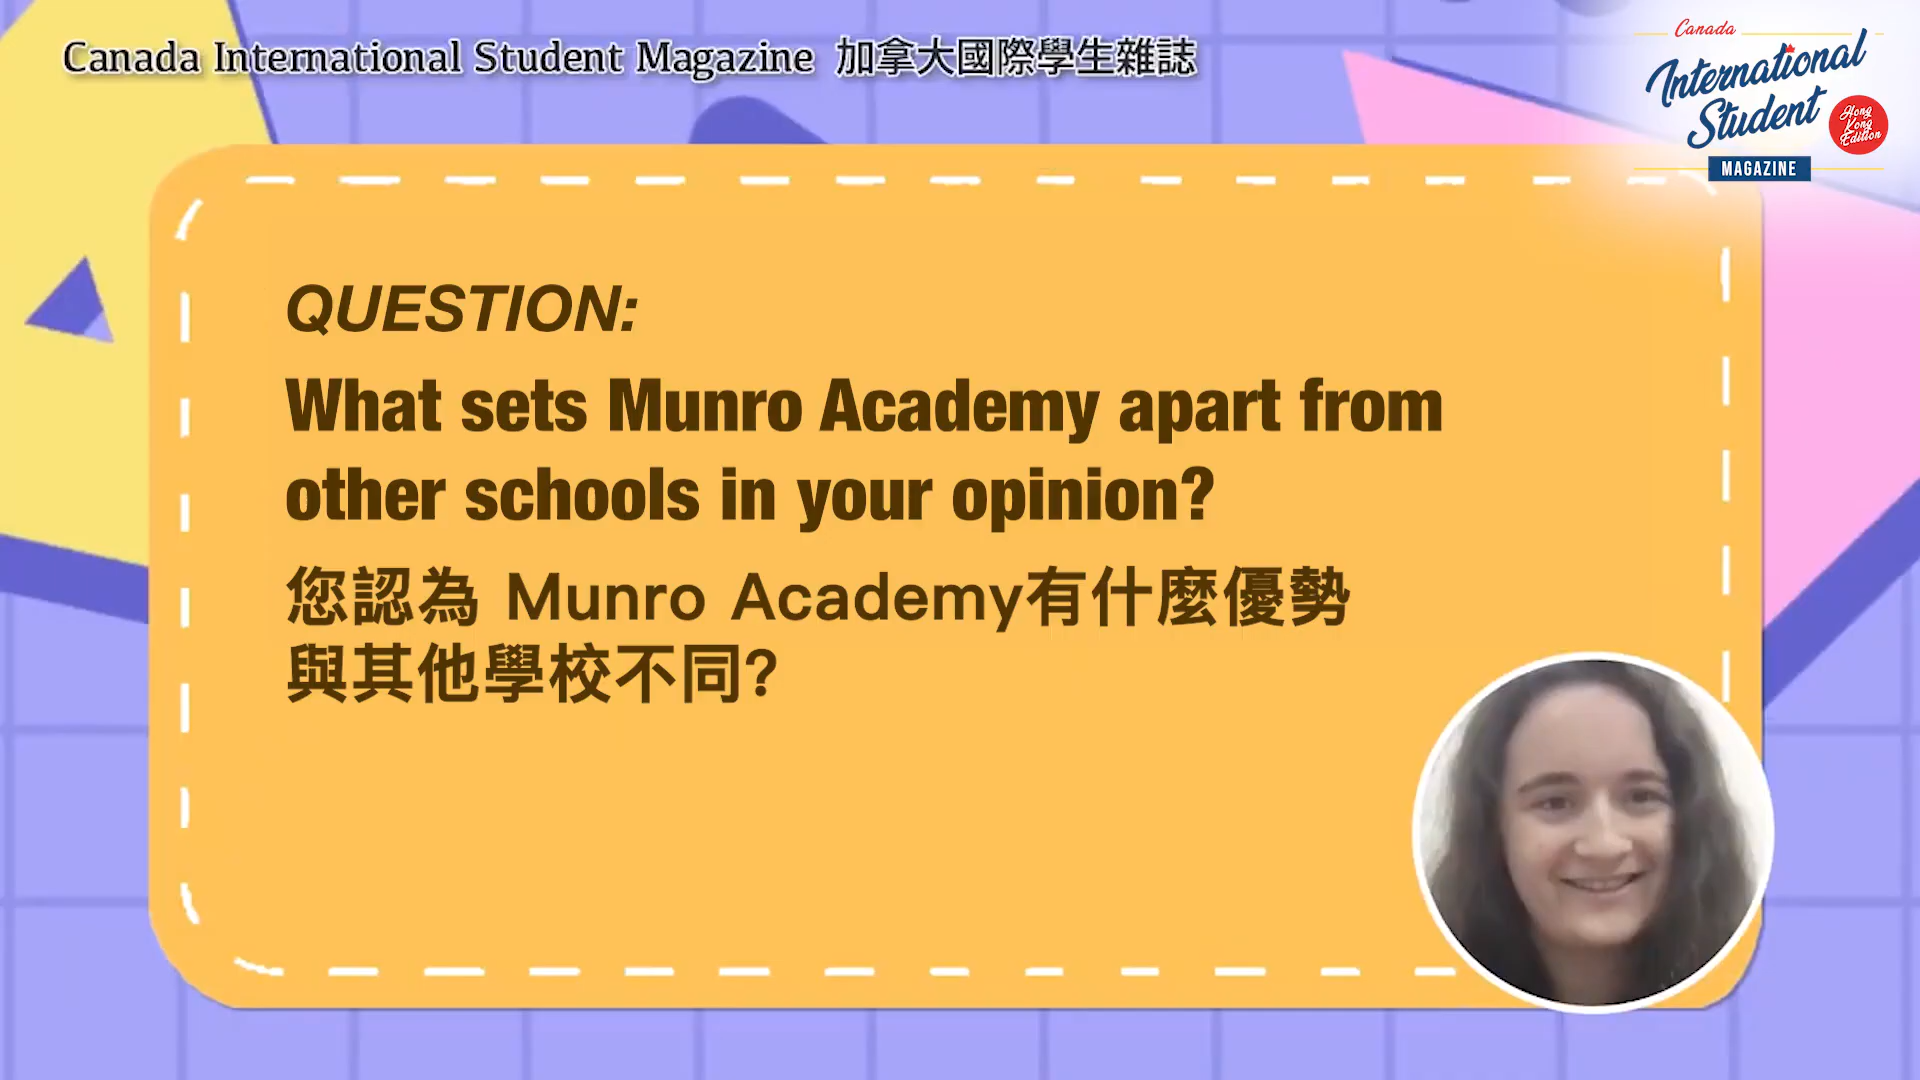 Canada International Student Magazine 加拿大國際學生雜誌
Canada
International
Student
Hong
Kong
Edition
MAGAZINE
QUESTION:
What sets Munro Academy apart from
other schools in your opinion?
您認為 Munro Academy有什麼優勢
與其他學校不同?